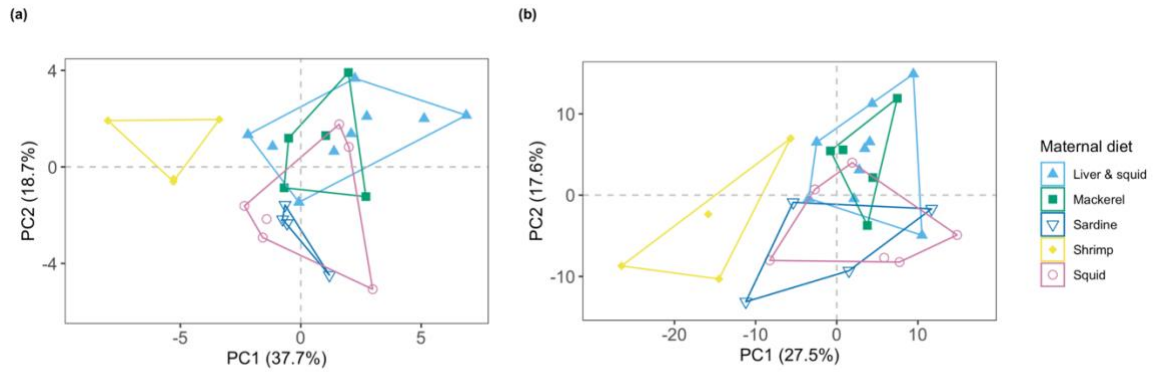 (a)
(b)
4
0
-4
PC2 (18.7%)
-5
0
5
PC1 (37.7%)
10
0
-10
PC2 (17.6%)
-20
-10
0
10
PC1 (27.5%)
Maternal diet
Liver & squid
Mackerel
Sardine
Shrimp
Squid